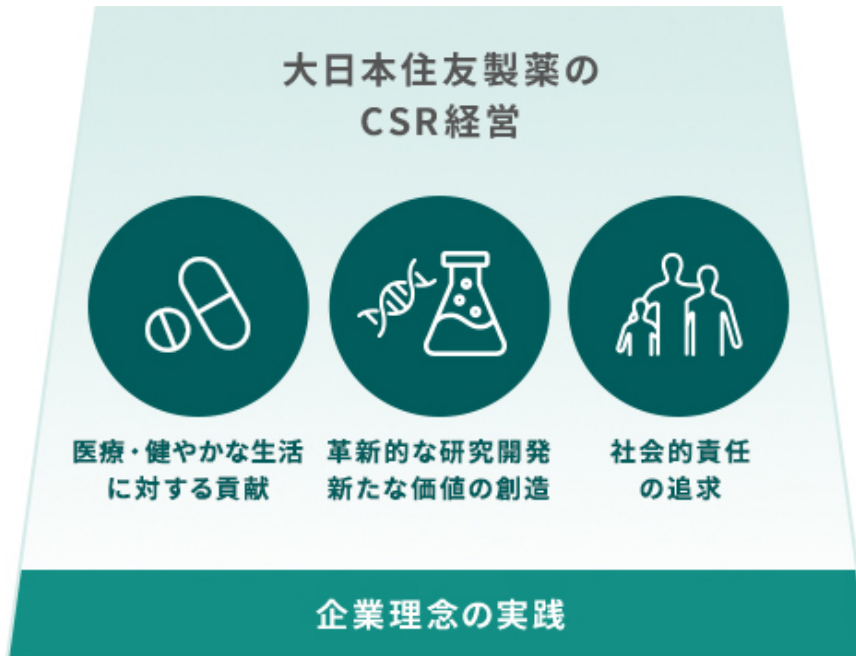 大日本住友製薬の
CSR経営
医療・健やかな生活
に対する貢献
革新的な研究開発
新たな価値の創造
社会的責任
の追求
企業理念の実践